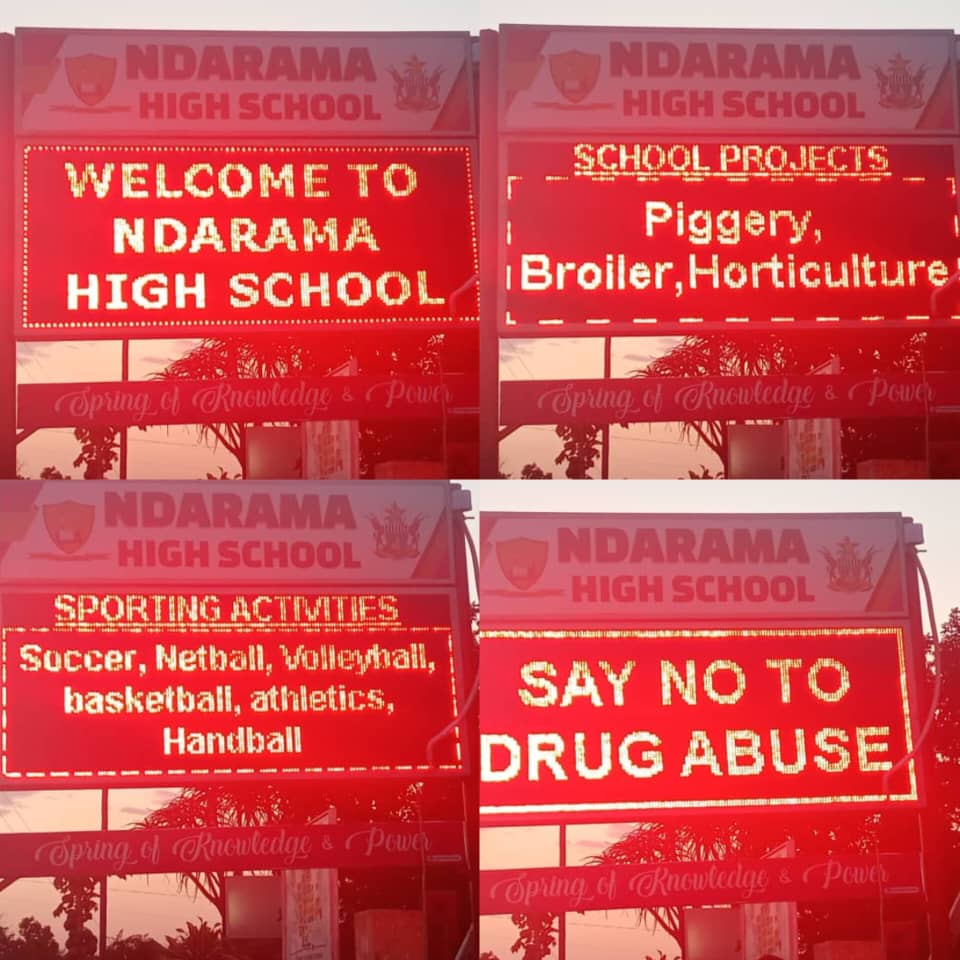 NDARAMA
HIGH SCHOOL
WELCOME TO
NDARAMA
HIGH SCHOOL
Spring of Knowledge & Power
NDARAMA
HIGH SCHOOL
SCHOOL PROJECTS
Piggery,
Broiler,Horticulture
Spring of Knowledge & Power
NDARAMA
HIGH SCHOOL
SPORTING ACTIVITIES
Soccer, Netball, Volleyball,
basketball, athletics,
Handball
Spring of Knowledge & Power
NDARAMA
HIGH SCHOOL
SAY NO TO
DRUG ABUSE
Spring of Knowledge & Power